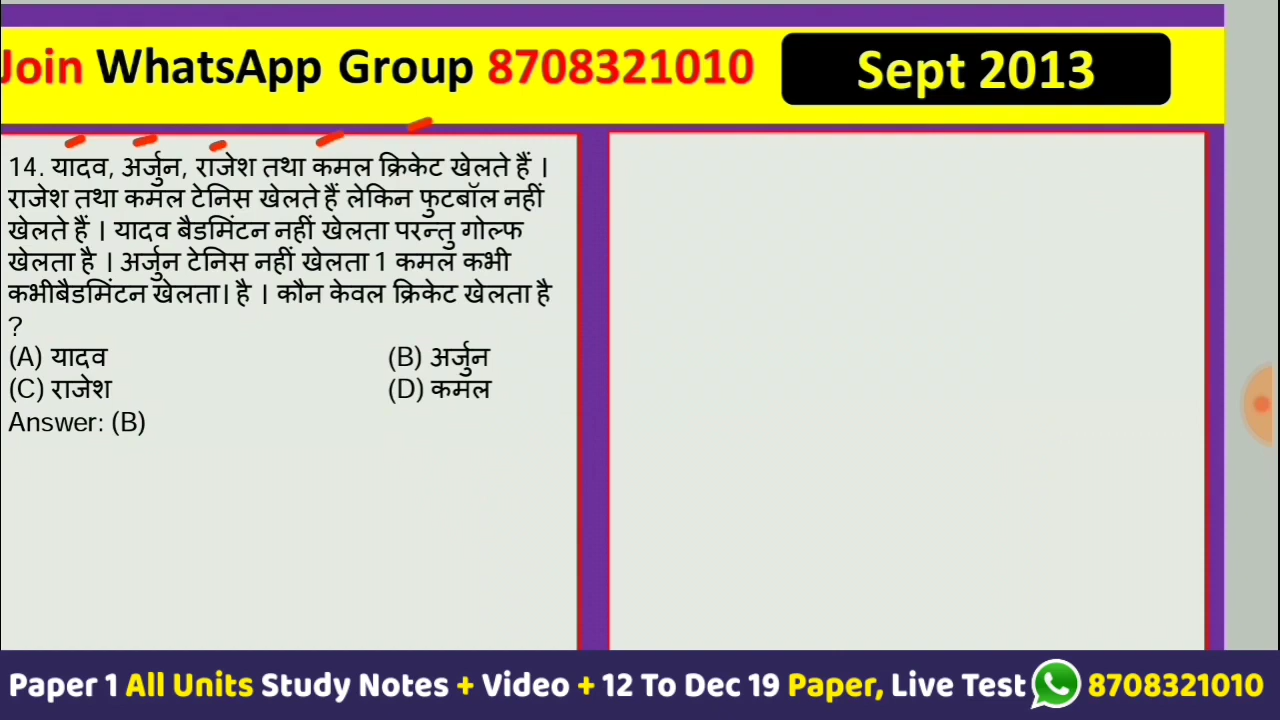 Join WhatsApp Group 8708321010
Sept 2013
14. यादव, अर्जुन, राजेश तथा कमल क्रिकेट खेलते हैं ।
राजेश तथा कमल टेनिस खेलते हैं लेकिन फुटबॉल नहीं
खेलते हैं । यादव बैडमिंटन नहीं खेलता परन्तु गोल्फ
खेलता है । अर्जुन टेनिस नहीं खेलता 1 कमल कभी
कभीबैडमिंटन खेलता। है । कौन केवल क्रिकेट खेलता है
?
(A) यादव (B) अर्जुन
(C) राजेश (D) कमल
Answer: (B)
Paper 1 All Units Study Notes + Video + 12 To Dec 19 Paper, Live Test 8708321010